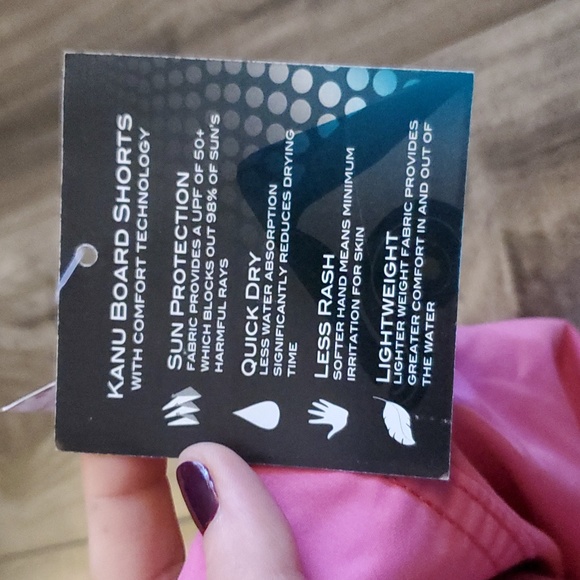 KANU BOARD SHORTS
WITH COMFORT TECHNOLOGY
SUN PROTECTION
FABRIC PROVIDES A UPF OF 50+
WHICH BLOCKS OUT 98% OF SUN'S
HARMFUL RAYS
QUICK DRY
LESS WATER ABSORPTION
SIGNIFICANTLY REDUCES DRYING
TIME
LESS RASH
SOFTER HAND MEANS MINIMUM
IRRITATION FOR SKIN
LIGHTWEIGHT
LIGHTER WEIGHT FABRIC PROVIDES
GREATER COMFORT IN AND OUT OF
THE WATER